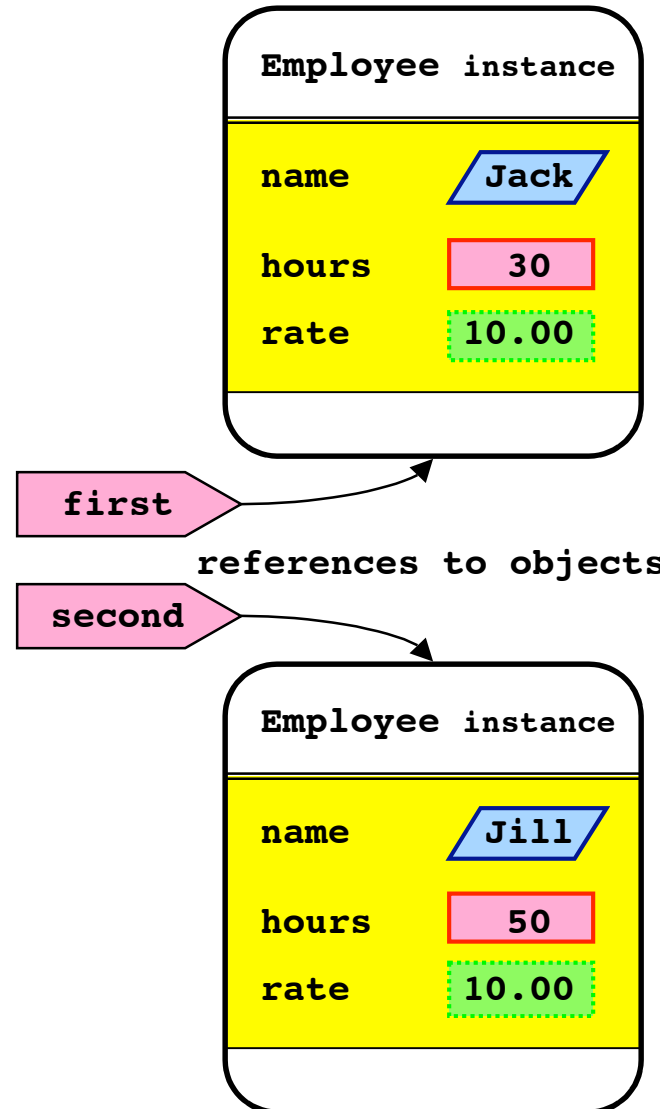 Employee instance
name Jack
hours 30
rate 10.00
first
references to objects
second
Employee instance
name Jill
hours 50
rate 10.00